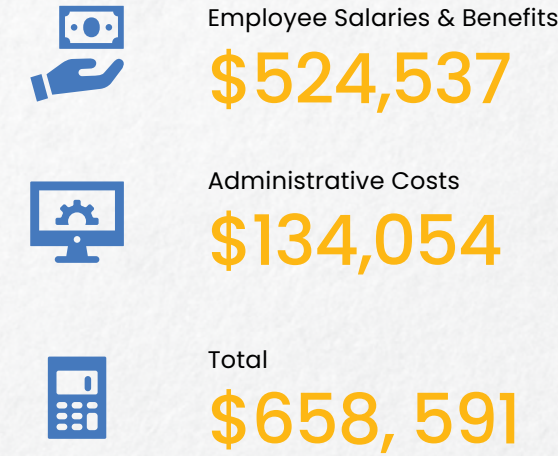 Employee Salaries & Benefits
$524,537
Administrative Costs
$134,054
Total
$658, 591